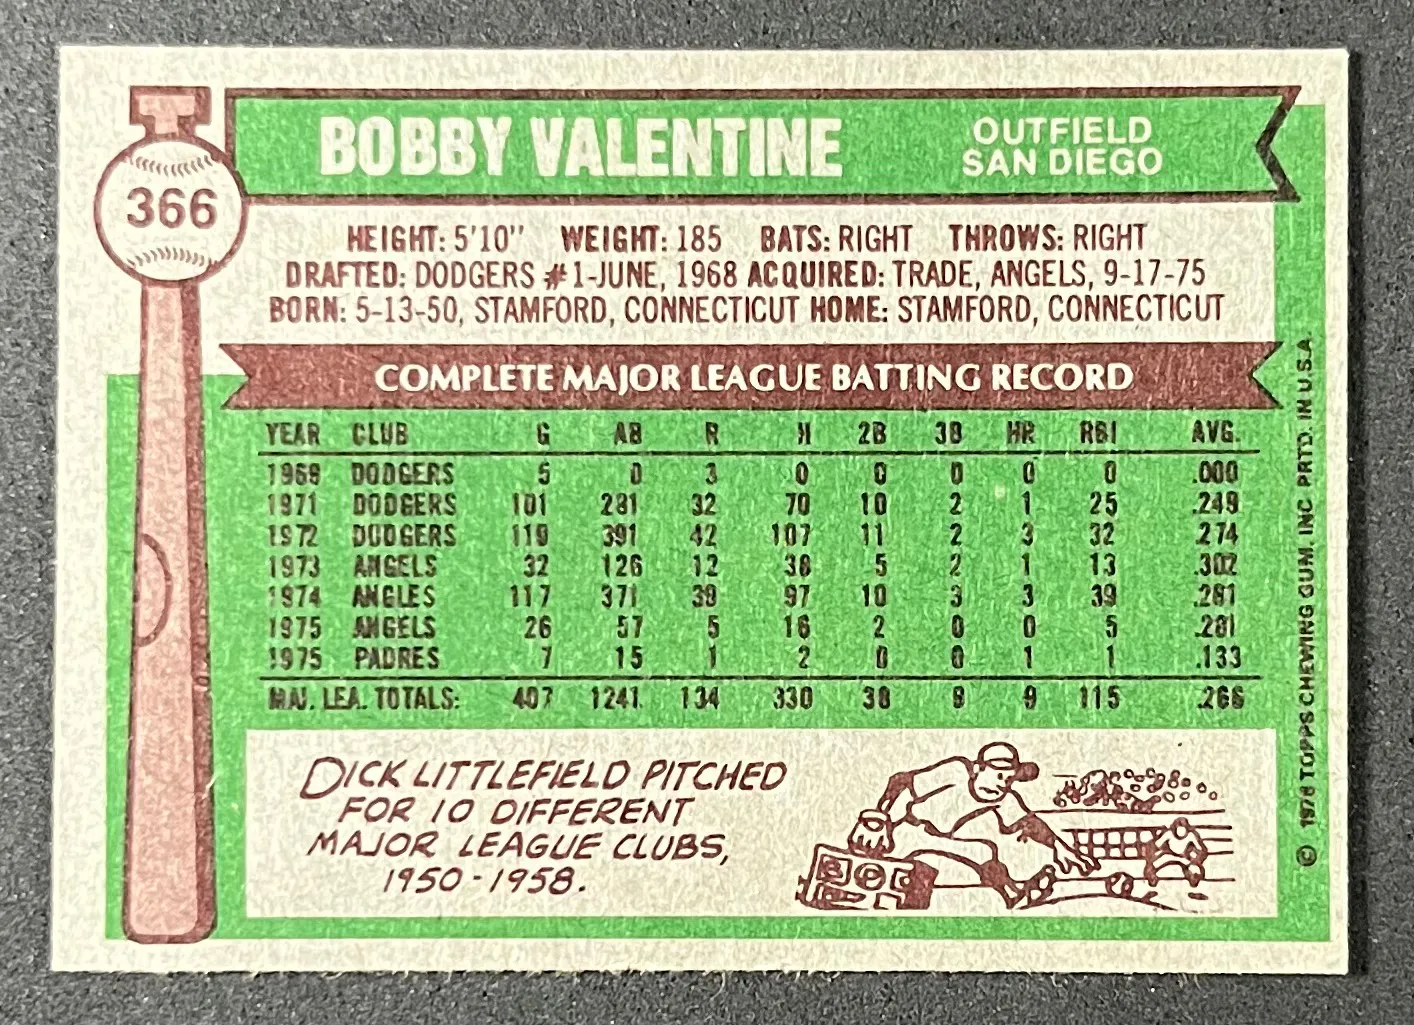 BOBBY VALENTINE
OUTFIELD
SAN DIEGO
366
HEIGHT: 5'10" WEIGHT: 185 BATS: RIGHT THROWS: RIGHT
DRAFTED: DODGERS #1-JUNE, 1968 ACQUIRED: TRADE, ANGELS, 9-17-75
BORN: 5-13-50, STAMFORD, CONNECTICUT HOME: STAMFORD, CONNECTICUT
COMPLETE MAJOR LEAGUE BATTING RECORD
YEAR CLUB G AB R H 2B 3B HR RBI AVG.
1969 DODGERS 5 0 3 0 0 0 0 0 .000
1971 DODGERS 101 281 32 70 10 2 1 25 .249
1972 DODGERS 119 391 42 107 11 2 3 32 .274
1973 ANGELS 32 126 12 38 5 2 1 13 .302
1974 ANGLES 117 371 39 97 10 3 3 39 .261
1975 ANGELS 26 57 5 16 2 0 0 5 .281
1975 PADRES 7 15 1 2 0 0 1 1 .133
MAJ. LEA. TOTALS: 407 1241 134 330 38 9 9 115 .266
DICK LITTLEFIELD PITCHED
FOR 10 DIFFERENT
MAJOR LEAGUE CLUBS,
1950-1958.
© 1976 TOPPS CHEWING GUM, INC PRTD. IN U.S.A.